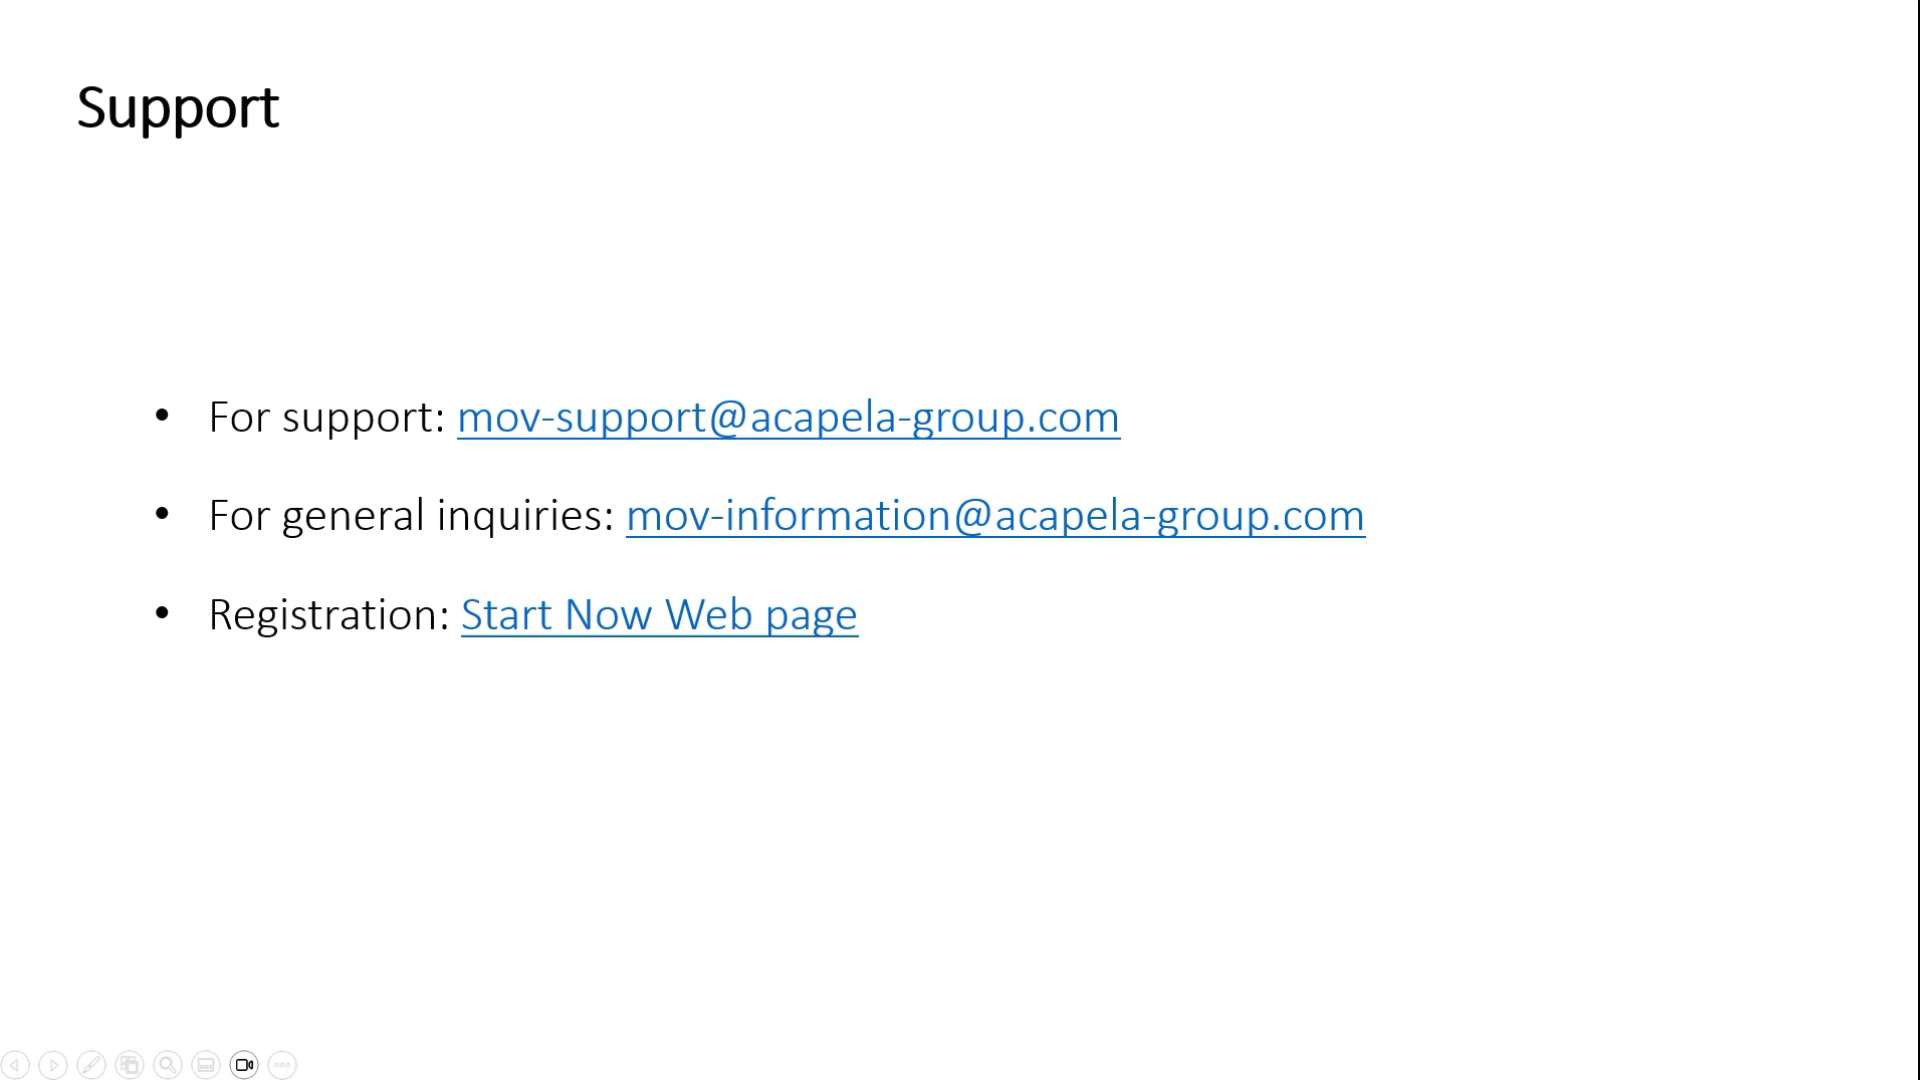 Support
• For support: mov-support@acapela-group.com
• For general inquiries: mov-information@acapela-group.com
• Registration: Start Now Web page